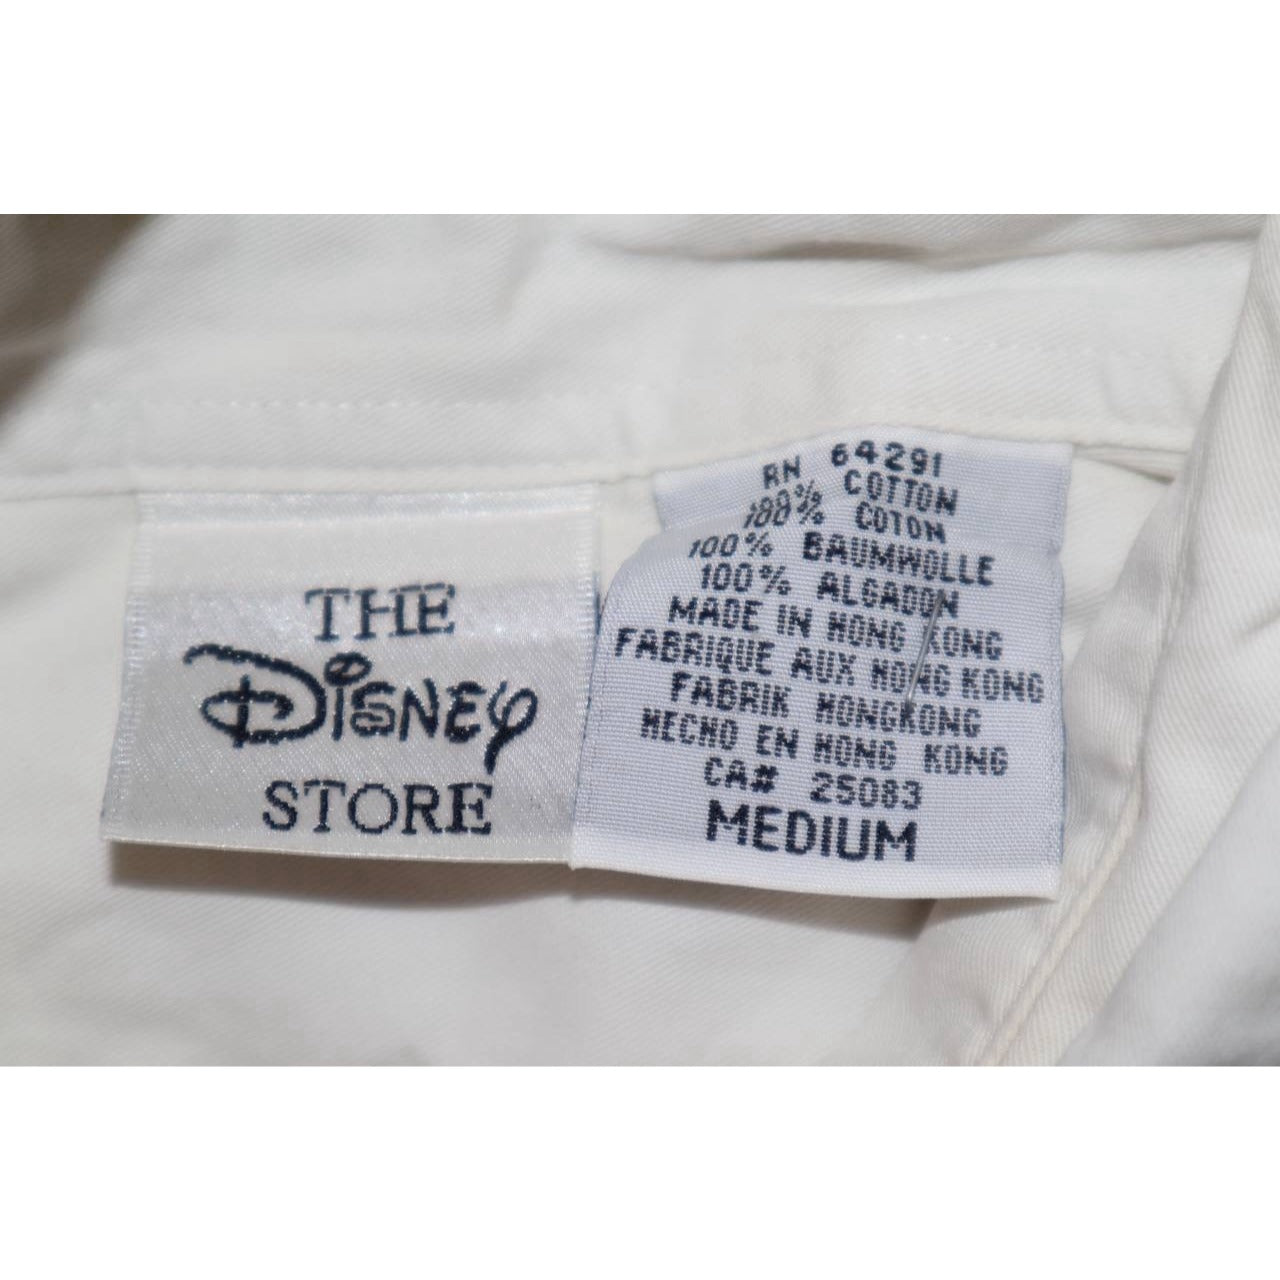 THE
DISNEY
STORE
RN 64291
100% COTTON
100% COTON
100% BAUMWOLLE
100% ALGADON
MADE IN HONG KONG
FABRIQUE AUX HONG KONG
FABRIK HONGKONG
HECHO EN HONG KONG
CA# 25083
MEDIUM